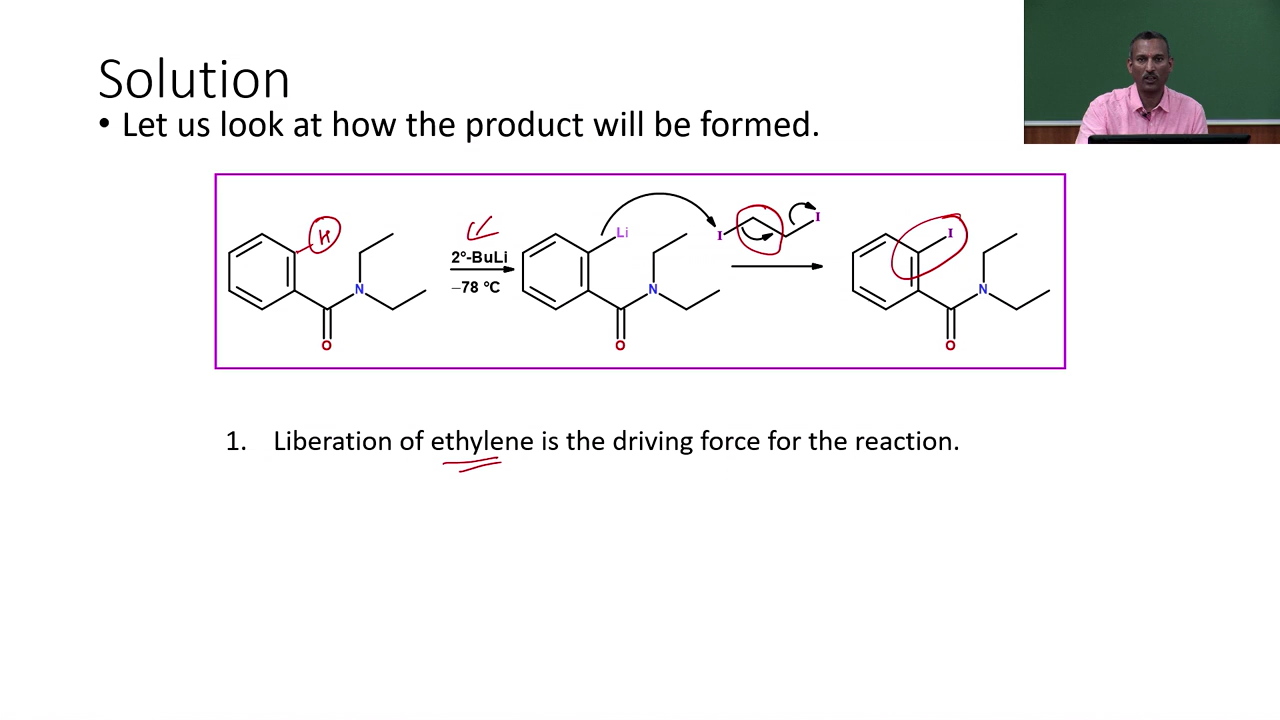 Solution
• Let us look at how the product will be formed.
H
2°-BuLi
–78 °C
N
O
Li
N
O
I
I
I
N
O
1. Liberation of ethylene is the driving force for the reaction.